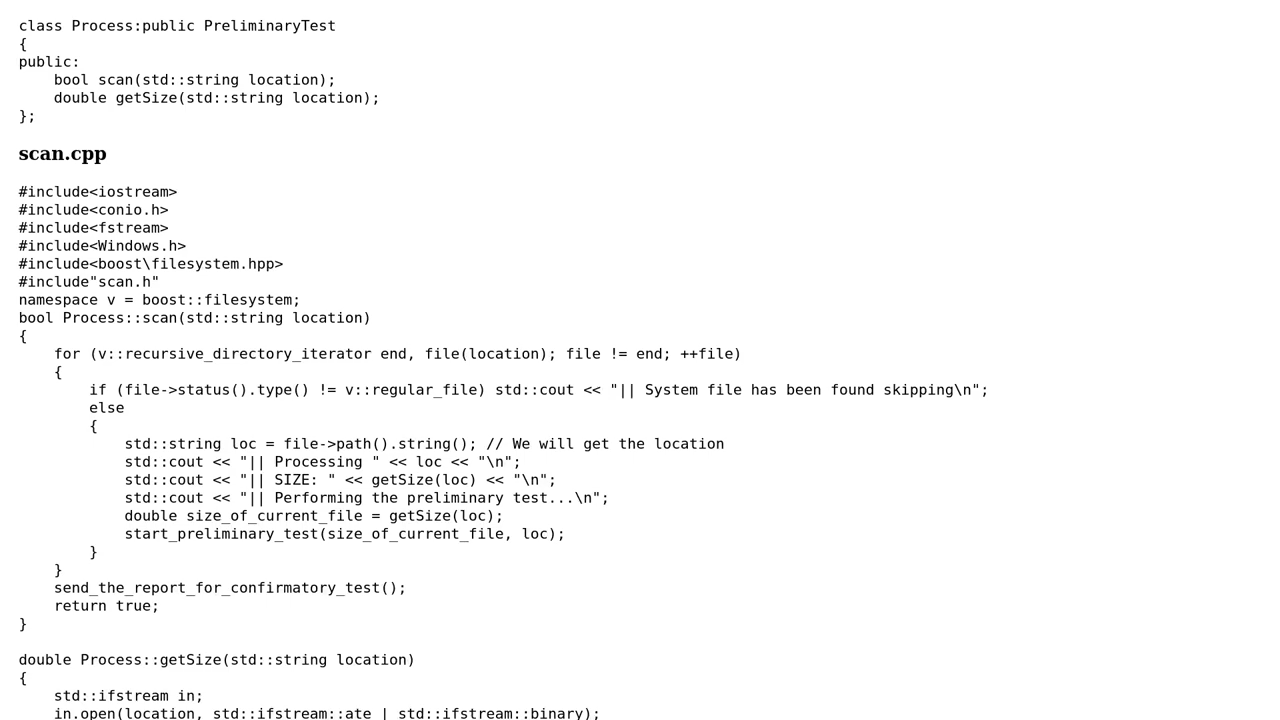 class Process:public PreliminaryTest
{
public:
    bool scan(std::string location);
    double getSize(std::string location);
};
scan.cpp
#include<iostream>
#include<conio.h>
#include<fstream>
#include<Windows.h>
#include<boost\filesystem.hpp>
#include"scan.h"
namespace v = boost::filesystem;
bool Process::scan(std::string location)
{
    for (v::recursive_directory_iterator end, file(location); file != end; ++file)
    {
        if (file->status().type() != v::regular_file) std::cout << "|| System file has been found skipping\n";
        else
        {
            std::string loc = file->path().string(); // We will get the location
            std::cout << "|| Processing " << loc << "\n";
            std::cout << "|| SIZE: " << getSize(loc) << "\n";
            std::cout << "|| Performing the preliminary test...\n";
            double size_of_current_file = getSize(loc);
            start_preliminary_test(size_of_current_file, loc);
        }
    }
    send_the_report_for_confirmatory_test();
    return true;
}
double Process::getSize(std::string location)
{
    std::ifstream in;
    in.open(location, std::ifstream::ate | std::ifstream::binary);